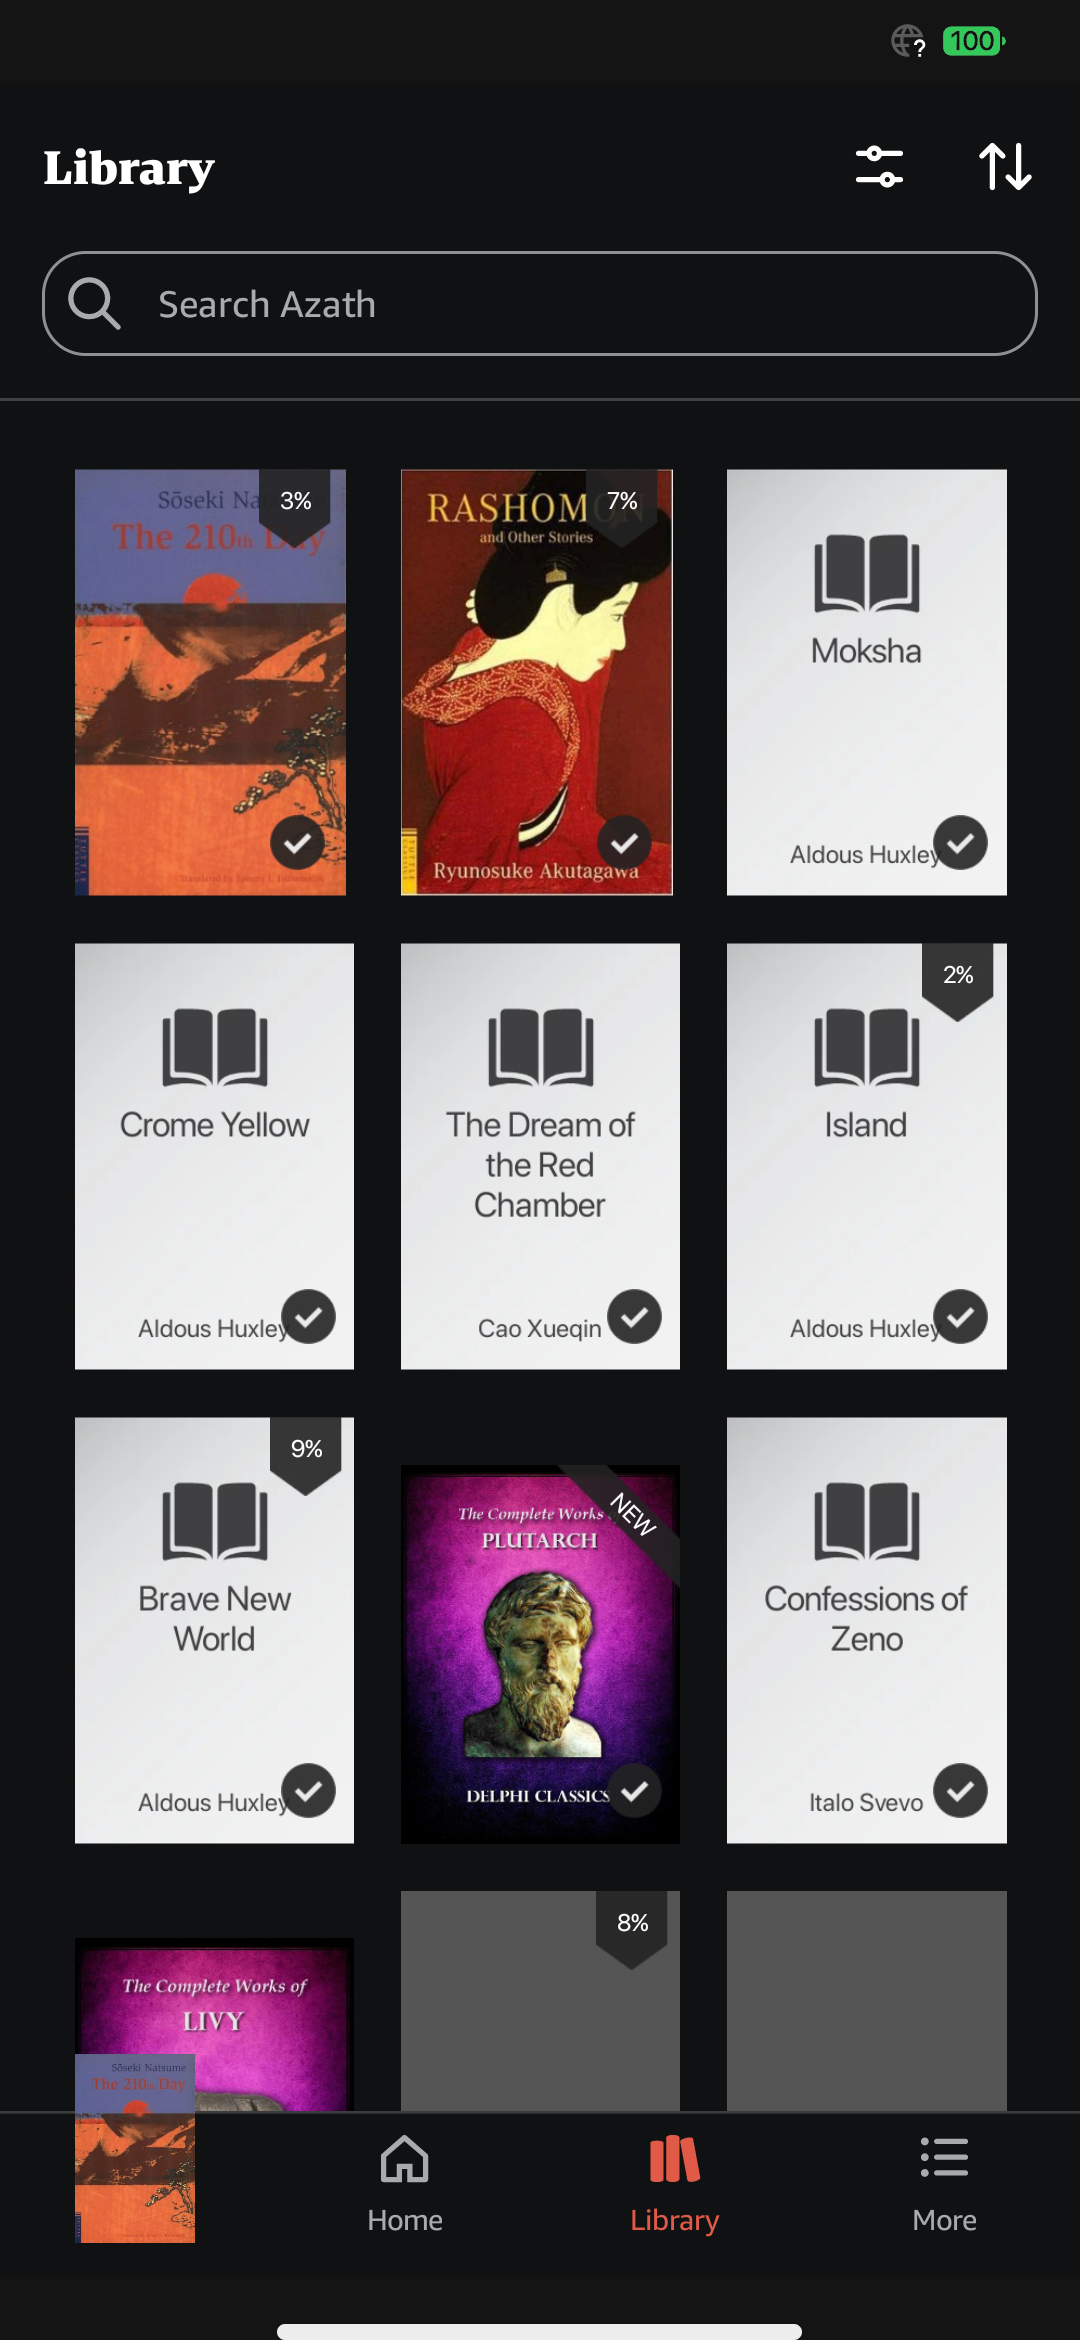 100
Library
Search Azath
Sōseki Na
3%
The 210th D y
RASHOMON
7%
and Other Stories
Ryunosuke Akutagawa
Moksha
Aldous Huxley
Crome Yellow
Aldous Huxley
The Dream of
the Red
Chamber
Cao Xueqin
2%
Island
Aldous Huxley
9%
Brave New
World
Aldous Huxley
The Complete Works
NEW
PLUTARCH
DELPHI CLASSICS
Confessions of
Zeno
Italo Svevo
The Complete Works of
LIVY
8%
Sōseki Natsume
The 210th Day
Home
Library
More